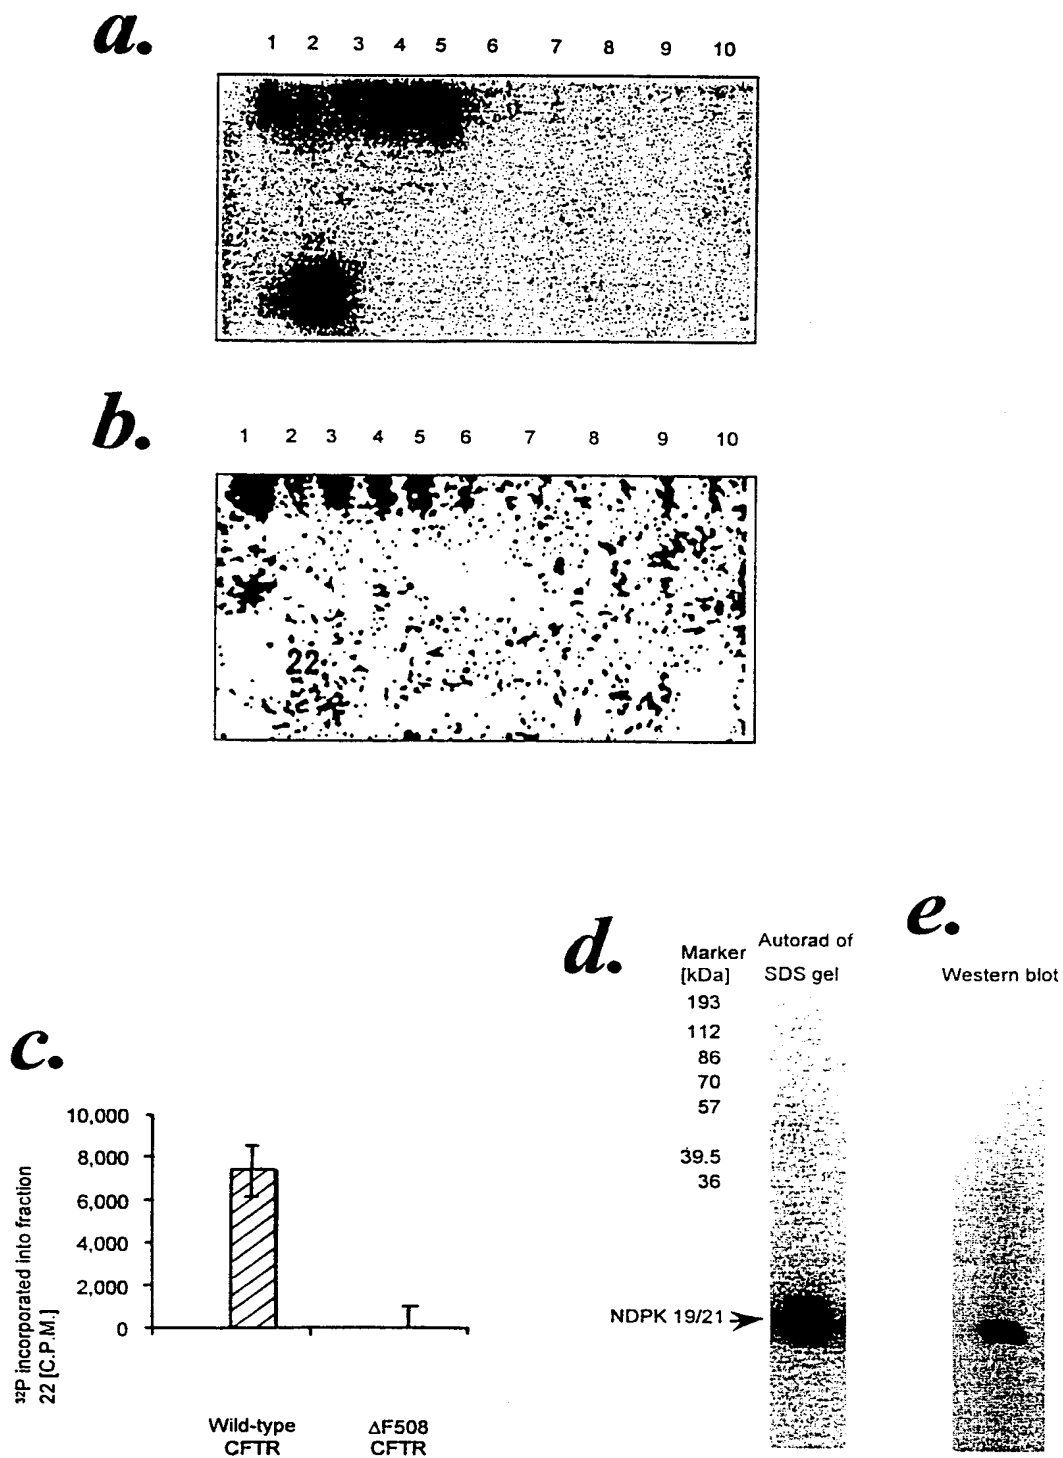 a.
1 2 3 4 5 6 7 8 9 10
22
b.
1 2 3 4 5 6 7 8 9 10
22
c.
10,000
8,000
6,000
4,000
2,000
0
³²P incorporated into fraction
22 [C.P.M.]
Wild-type
CFTR
ΔF508
CFTR
d.
Marker
[kDa]
Autorad of
SDS gel
193
112
86
70
57
39.5
36
NDPK 19/21
e.
Western blot